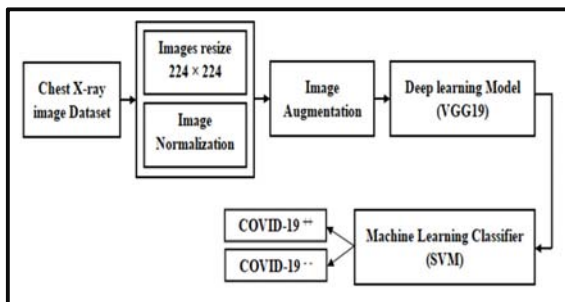 Chest X-ray
image Dataset
Images resize
224 × 224
Image
Normalization
Image
Augmentation
Deep learning Model
(VGG19)
Machine Learning Classifier
(SVM)
COVID-19 ++
COVID-19 --